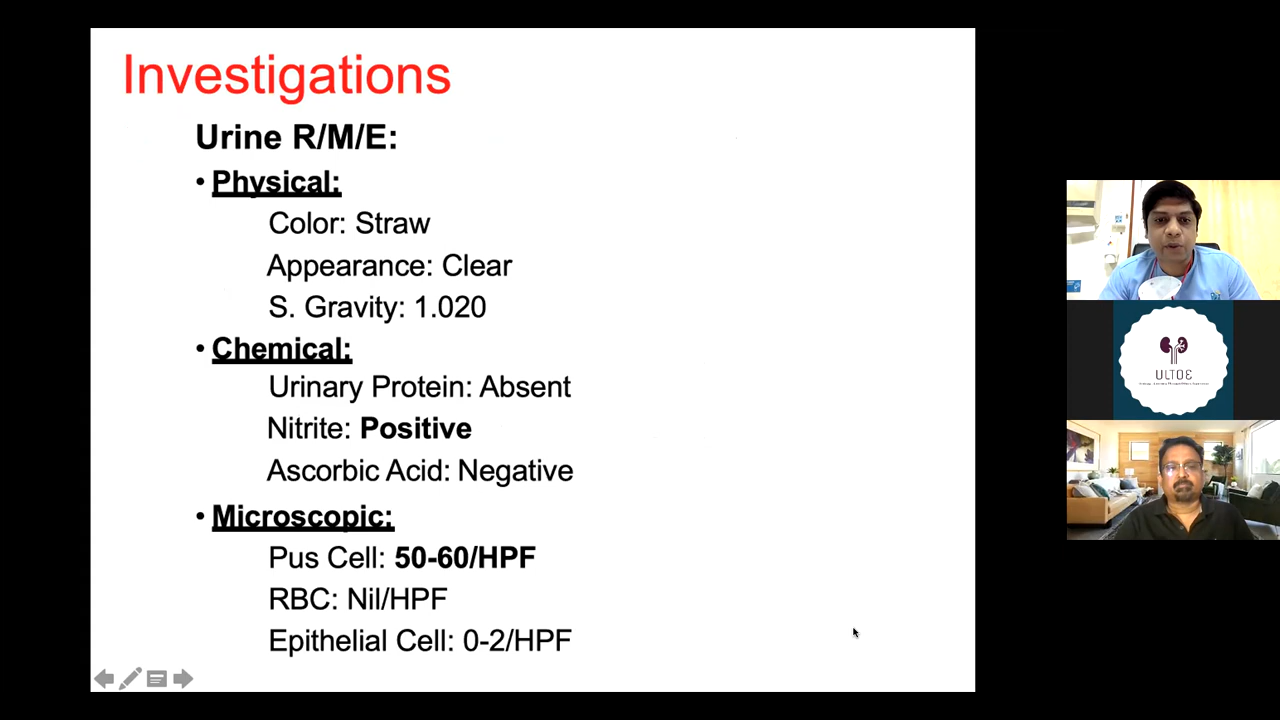 Investigations
Urine R/M/E:
• Physical:
Color: Straw
Appearance: Clear
S. Gravity: 1.020
• Chemical:
Urinary Protein: Absent
Nitrite: Positive
Ascorbic Acid: Negative
• Microscopic:
Pus Cell: 50-60/HPF
RBC: Nil/HPF
Epithelial Cell: 0-2/HPF
ULTOE